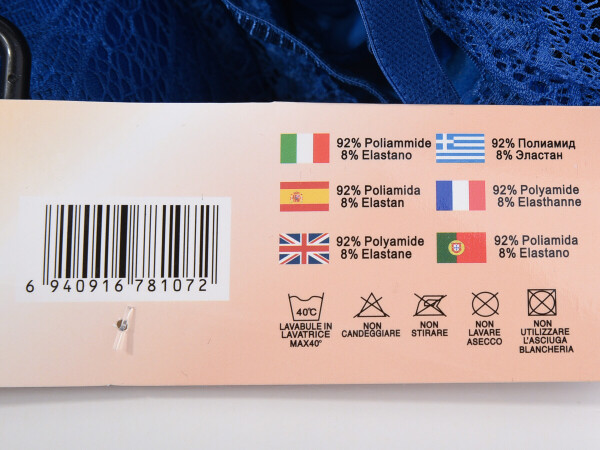 92% Poliammide
8% Elastano
92% Полиамид
8% Эластан
92% Poliamida
8% Elastan
92% Polyamide
8% Elasthanne
92% Polyamide
8% Elastane
92% Poliamida
8% Elastano
6 940916 781072
40°C
LAVABULE IN
LAVATRICE
MAX40°
NON
CANDEGGIARE
NON
STIRARE
NON
LAVARE
ASECCO
NON
UTILIZZARE
L'ASCIUGA
BLANCHERIA